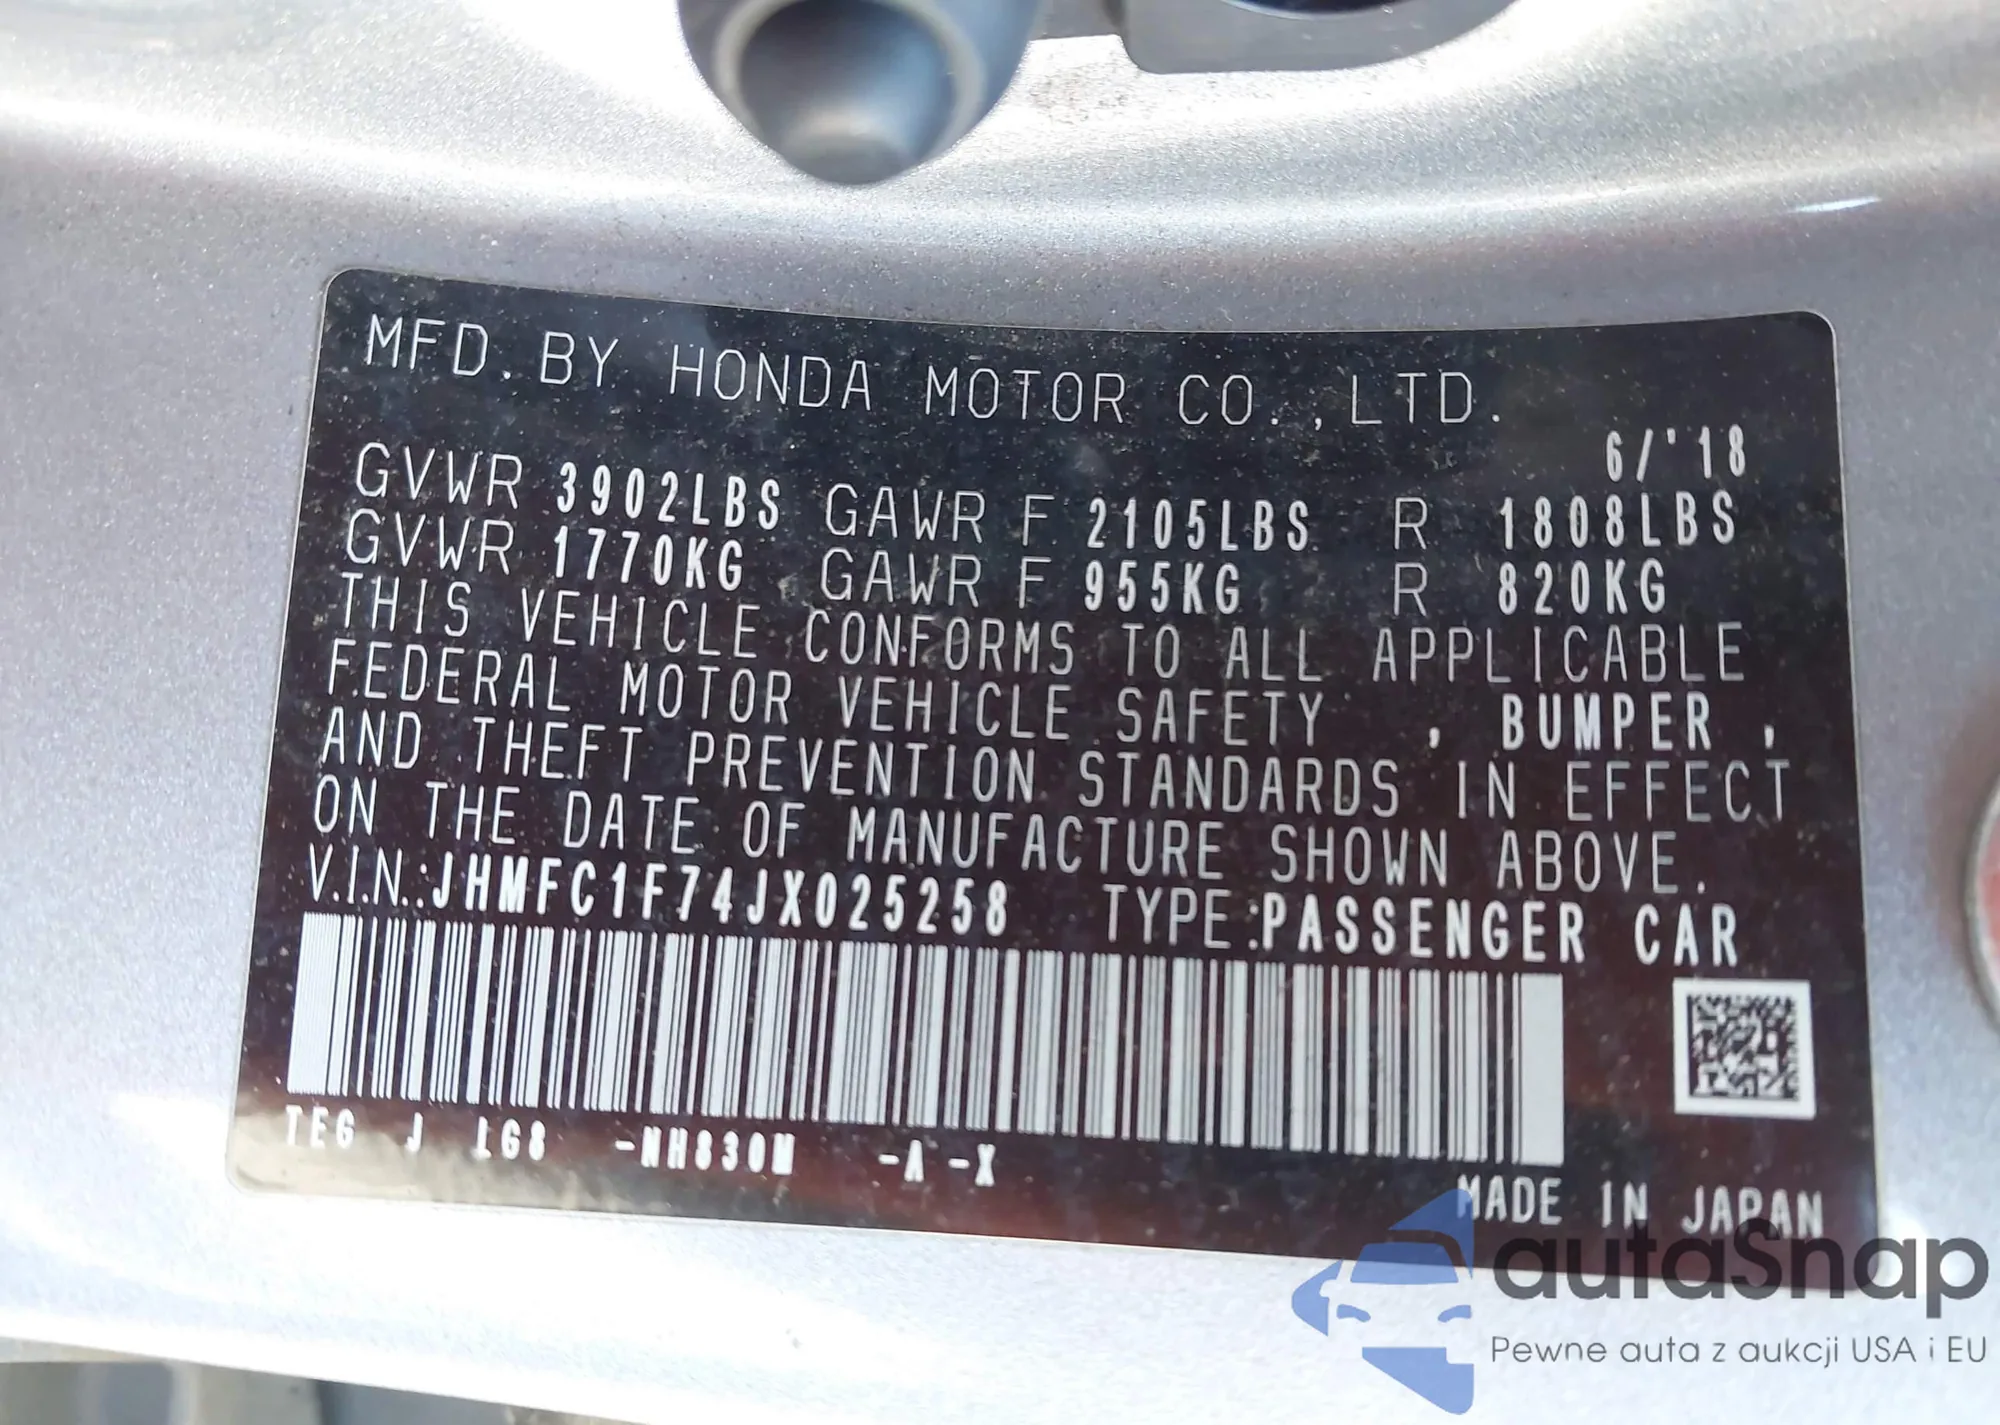 MFD. BY HONDA MOTOR CO., LTD.
6/'18
GVWR 3902LBS GAWR F 2105LBS R 1808LBS
GVWR 1770KG GAWR F 955KG R 820KG
THIS VEHICLE CONFORMS TO ALL APPLICABLE
FEDERAL MOTOR VEHICLE SAFETY , BUMPER ,
AND THEFT PREVENTION STANDARDS IN EFFECT
ON THE DATE OF MANUFACTURE SHOWN ABOVE.
V.I.N.:JHMFC1F74JX025258 TYPE:PASSENGER CAR
TEG J LG8 -NH830M -A -X
MADE IN JAPAN
autaSnap
Pewne auta z aukcji USA i EU